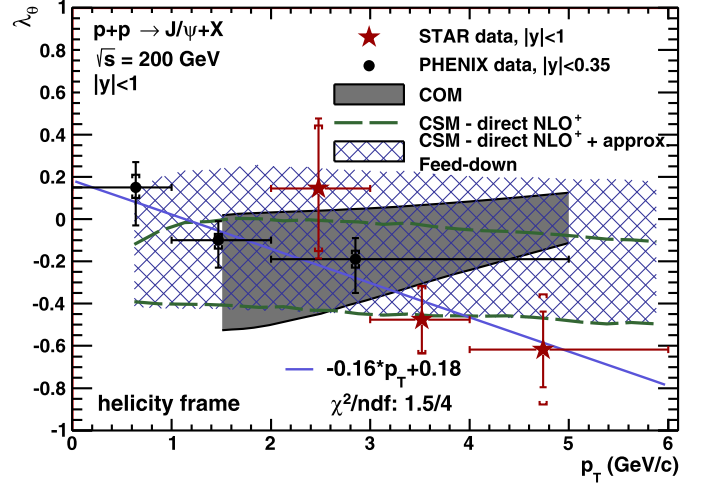 λθ
p+p → J/ψ+X
√s = 200 GeV
|y|<1
STAR data, |y|<1
PHENIX data, |y|<0.35
COM
CSM - direct NLO⁺
CSM - direct NLO⁺ + approx.
Feed-down
1
0.8
0.6
0.4
0.2
0
-0.2
-0.4
-0.6
-0.8
-1
-0.16*pT+0.18
χ²/ndf: 1.5/4
helicity frame
0 1 2 3 4 5 6
pT (GeV/c)